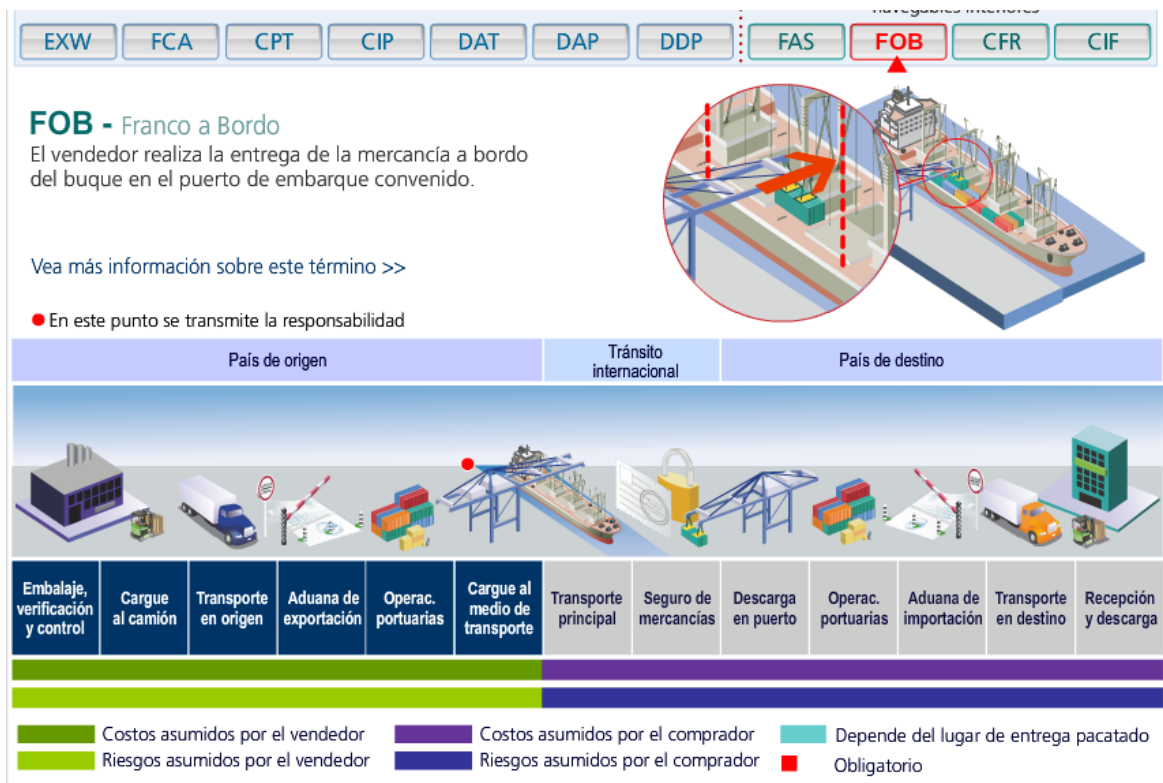 navegables interiores
EXW FCA CPT CIP DAT DAP DDP FAS FOB CFR CIF
FOB - Franco a Bordo
El vendedor realiza la entrega de la mercancía a bordo
del buque en el puerto de embarque convenido.
Vea más información sobre este término >>
En este punto se transmite la responsabilidad
País de origen
Tránsito
internacional
País de destino
Embalaje,
verificación
y control
Cargue
al camión
Transporte
en origen
Aduana de
exportación
Operac.
portuarias
Cargue al
medio de
transporte
Transporte
principal
Seguro de
mercancías
Descarga
en puerto
Operac.
portuarias
Aduana de
importación
Transporte
en destino
Recepción
y descarga
Costos asumidos por el vendedor
Riesgos asumidos por el vendedor
Costos asumidos por el comprador
Riesgos asumidos por el comprador
Depende del lugar de entrega pacatado
Obligatorio